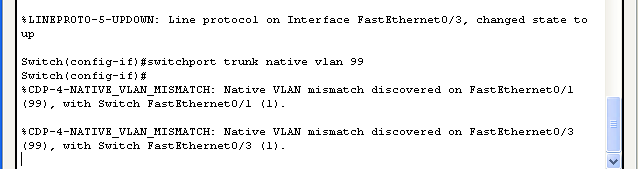 %LINEPROTO-5-UPDOWN: Line protocol on Interface FastEthernet0/3, changed state to
up
Switch(config-if)#switchport trunk native vlan 99
Switch(config-if)#
%CDP-4-NATIVE_VLAN_MISMATCH: Native VLAN mismatch discovered on FastEthernet0/1
(99), with Switch FastEthernet0/1 (1).
%CDP-4-NATIVE_VLAN_MISMATCH: Native VLAN mismatch discovered on FastEthernet0/3
(99), with Switch FastEthernet0/3 (1).